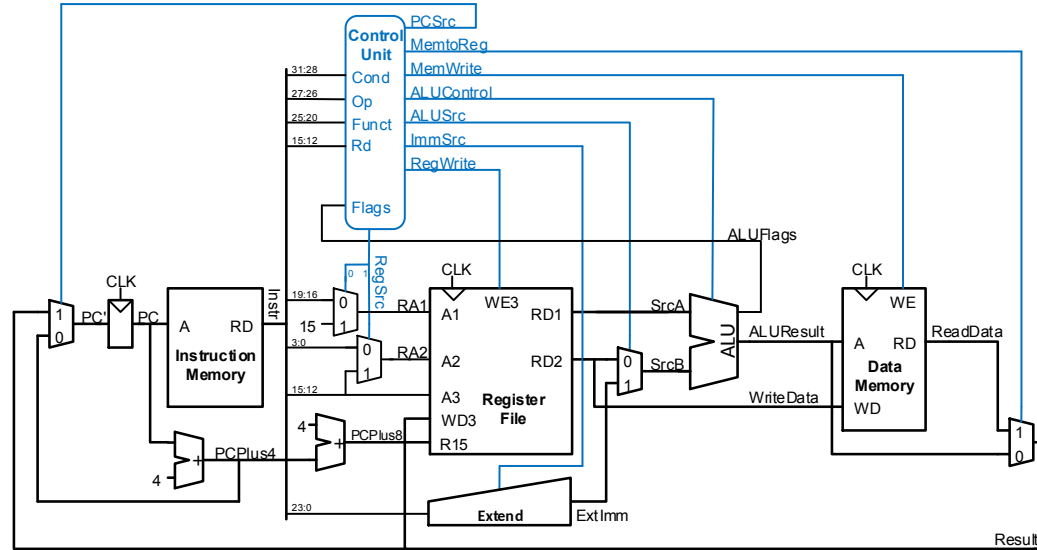 PCSrc
Control
Unit
MemtoReg
MemWrite
31:28
Cond
27:26
Op
ALUControl
25:20
Funct
ALUSrc
15:12
Rd
ImmSrc
RegWrite
Flags
ALUFlags
RegSrc
0 1
CLK
CLK
CLK
Instr
19:16
0
RA1
A1
WE3
RD1
SrcA
ALU
ALUResult
WE
1
0
PC'
PC
A
RD
Instruction
Memory
15
1
3:0
0
1
RA2
A2
RD2
0
1
SrcB
A
RD
ReadData
Data
Memory
15:12
A3
WD3
Register
File
WriteData
WD
4
+
PCPlus8
R15
1
0
4
+
PCPlus4
23:0
Extend
ExtImm
Result